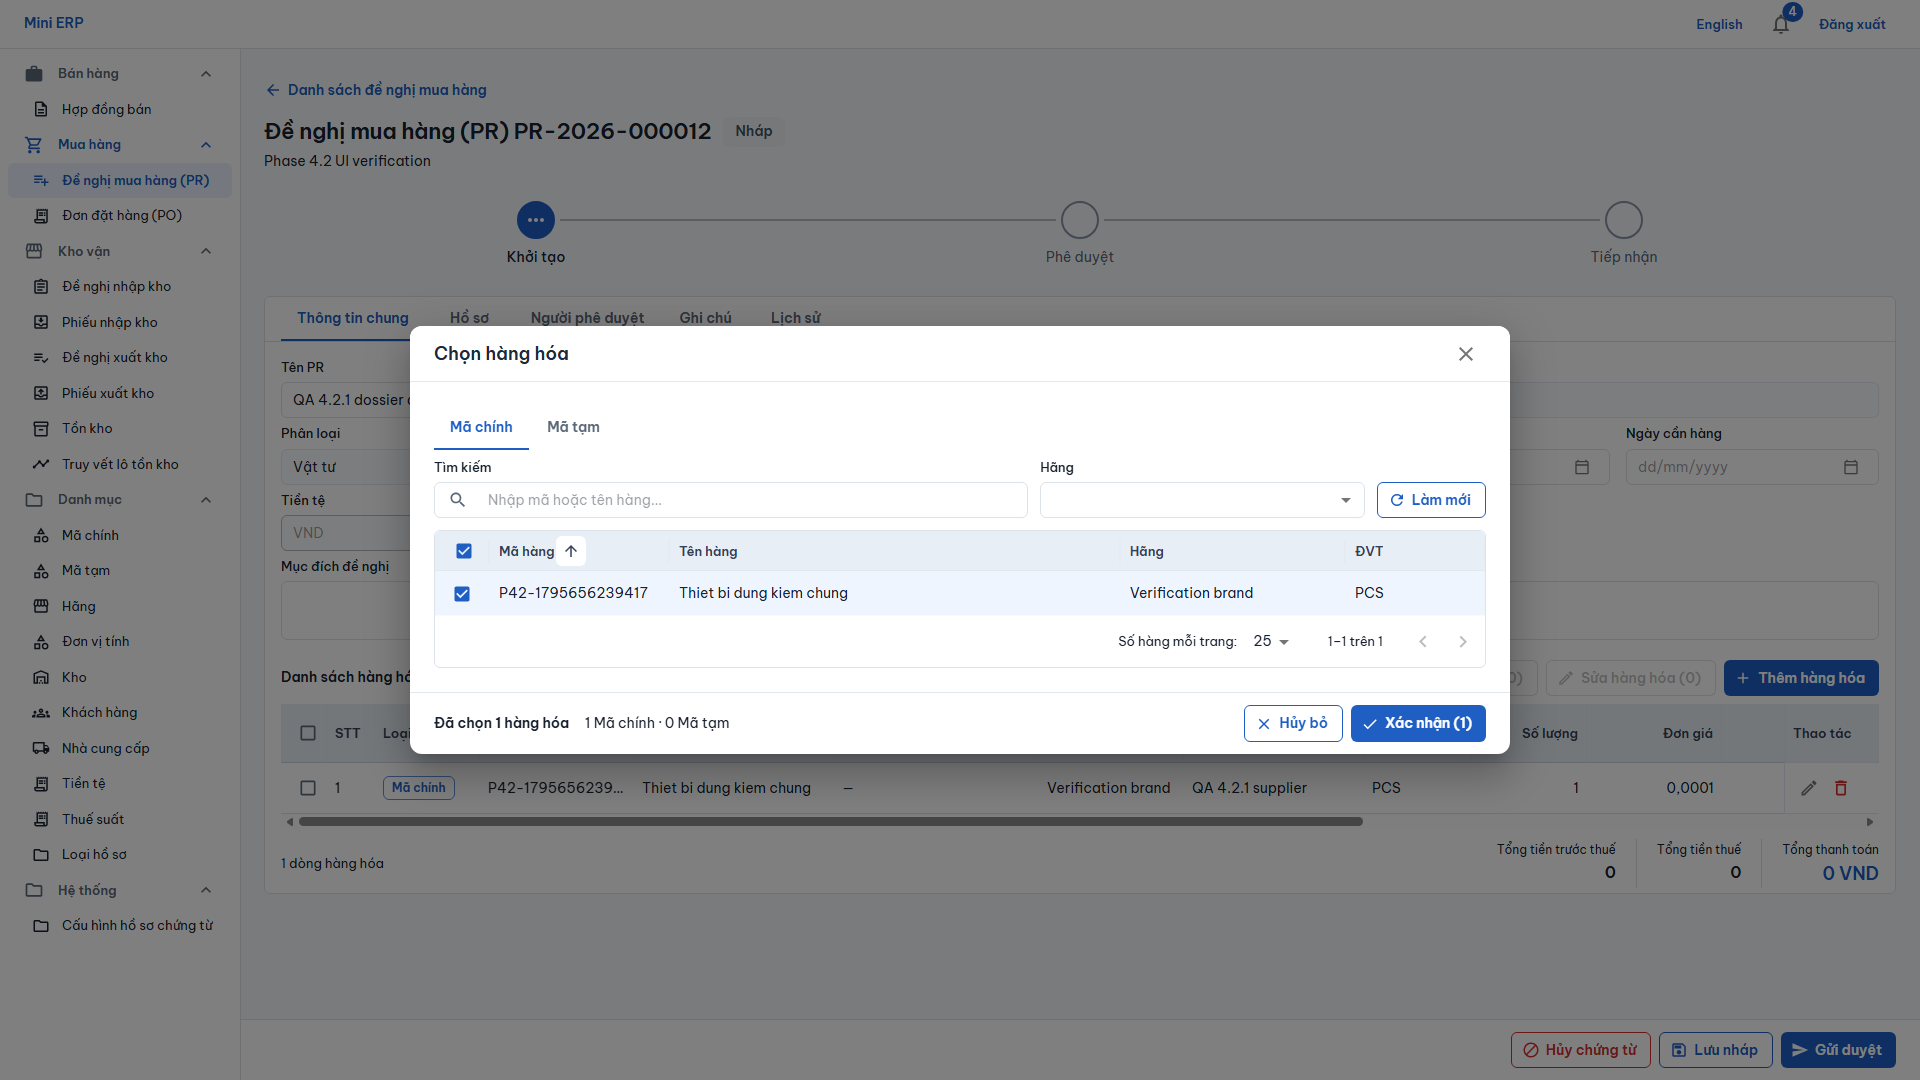 Mini ERP
English
4
Đăng xuất
Bán hàng
Hợp đồng bán
Mua hàng
Đề nghị mua hàng (PR)
Đơn đặt hàng (PO)
Kho vận
Đề nghị nhập kho
Phiếu nhập kho
Đề nghị xuất kho
Phiếu xuất kho
Tồn kho
Truy vết lô tồn kho
Danh mục
Mã chính
Mã tạm
Hãng
Đơn vị tính
Kho
Khách hàng
Nhà cung cấp
Tiền tệ
Thuế suất
Loại hồ sơ
Hệ thống
Cấu hình hồ sơ chứng từ
Danh sách đề nghị mua hàng
Đề nghị mua hàng (PR) PR-2026-000012 Nháp
Phase 4.2 UI verification
Khởi tạo
Phê duyệt
Tiếp nhận
Thông tin chung
Hồ sơ
Người phê duyệt
Ghi chú
Lịch sử
Tên PR
QA 4.2.1 dossier
Phân loại
Vật tư
Ngày cần hàng
dd/mm/yyyy
Tiền tệ
VND
Mục đích đề nghị
Chọn hàng hóa
Mã chính
Mã tạm
Tìm kiếm
Nhập mã hoặc tên hàng...
Hãng
Làm mới
Mã hàng Tên hàng Hãng ĐVT
P42-1795656239417 Thiet bi dung kiem chung Verification brand PCS
Số hàng mỗi trang: 25 1–1 trên 1
Đã chọn 1 hàng hóa 1 Mã chính · 0 Mã tạm
Hủy bỏ
Xác nhận (1)
Danh sách hàng
0)
Sửa hàng hóa (0)
Thêm hàng hóa
STT Loại Số lượng Đơn giá Thao tác
1 Mã chính P42-1795656239... Thiet bi dung kiem chung — Verification brand QA 4.2.1 supplier PCS 1 0,0001
1 dòng hàng hóa
Tổng tiền trước thuế
0
Tổng tiền thuế
0
Tổng thanh toán
0 VND
Hủy chứng từ
Lưu nháp
Gửi duyệt